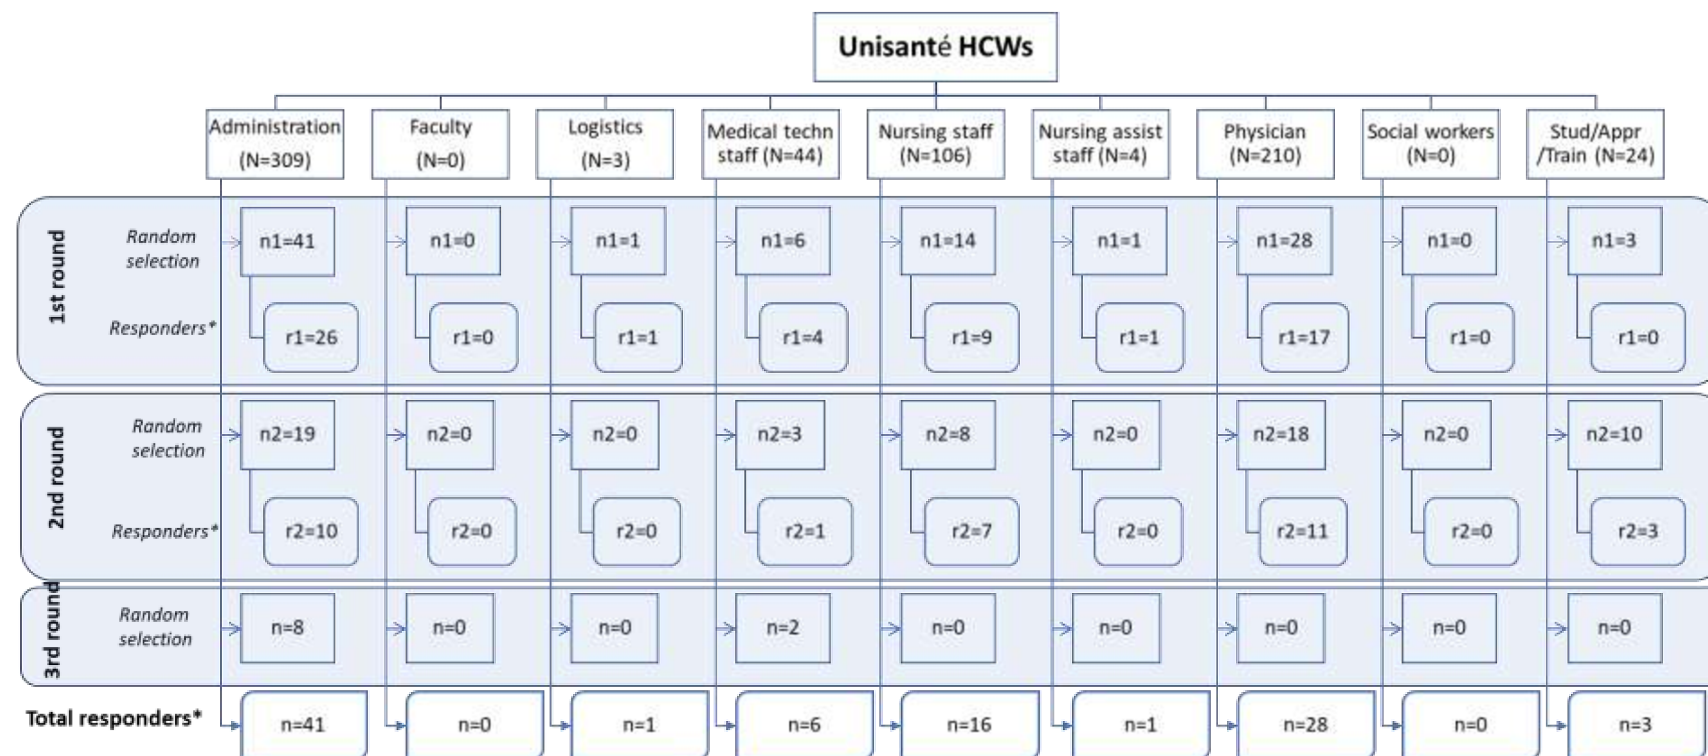 Unisanté HCWs
Administration
(N=309)
Faculty
(N=0)
Logistics
(N=3)
Medical techn
staff (N=44)
Nursing staff
(N=106)
Nursing assist
staff (N=4)
Physician
(N=210)
Social workers
(N=0)
Stud/Appr
/Train (N=24)
1st round
Random
selection
n1=41
n1=0
n1=1
n1=6
n1=14
n1=1
n1=28
n1=0
n1=3
Responders*
r1=26
r1=0
r1=1
r1=4
r1=9
r1=1
r1=17
r1=0
r1=0
2nd round
Random
selection
n2=19
n2=0
n2=0
n2=3
n2=8
n2=0
n2=18
n2=0
n2=10
Responders*
r2=10
r2=0
r2=0
r2=1
r2=7
r2=0
r2=11
r2=0
r2=3
3rd round
Random
selection
n=8
n=0
n=0
n=2
n=0
n=0
n=0
n=0
n=0
Total responders*
n=41
n=0
n=1
n=6
n=16
n=1
n=28
n=0
n=3